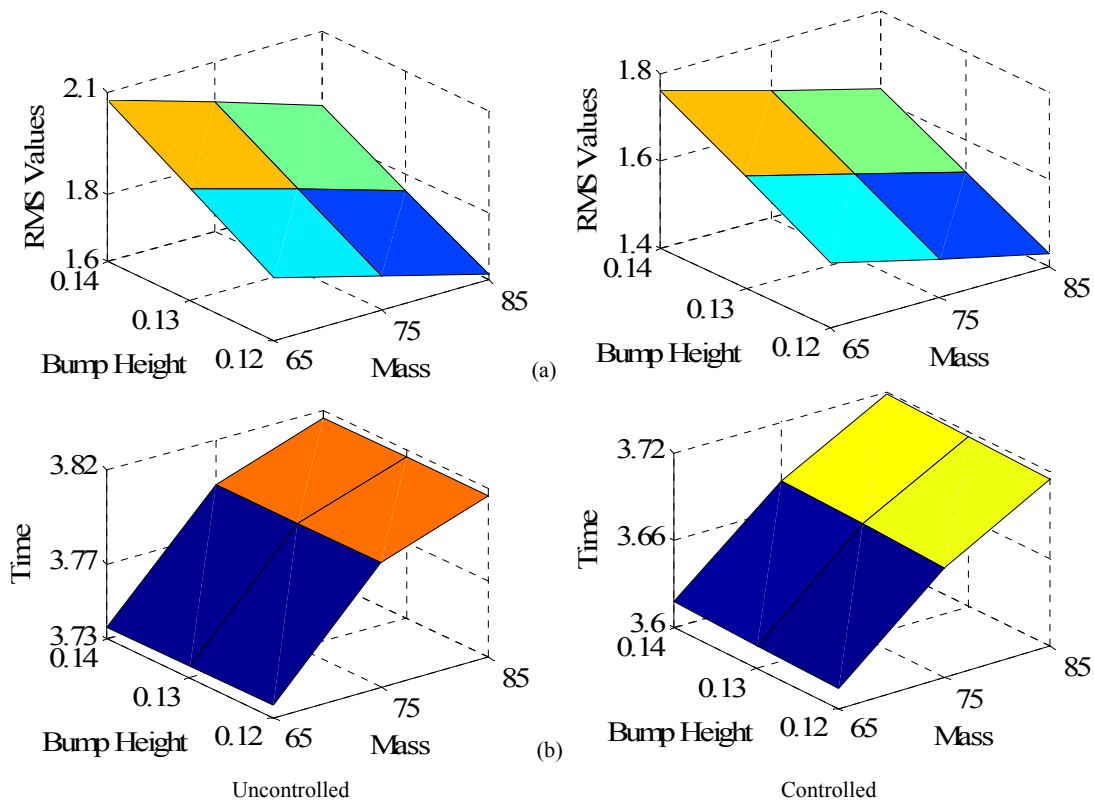 2.1
1.8
1.6
RMS Values
0.14
0.13
0.12
Bump Height
65
75
85
Mass
1.8
1.6
1.4
RMS Values
0.14
0.13
0.12
Bump Height
65
75
85
Mass
(a)
3.82
3.77
3.73
Time
0.14
0.13
0.12
Bump Height
65
75
85
Mass
3.72
3.66
3.6
Time
0.14
0.13
0.12
Bump Height
65
75
85
Mass
(b)
Uncontrolled
Controlled